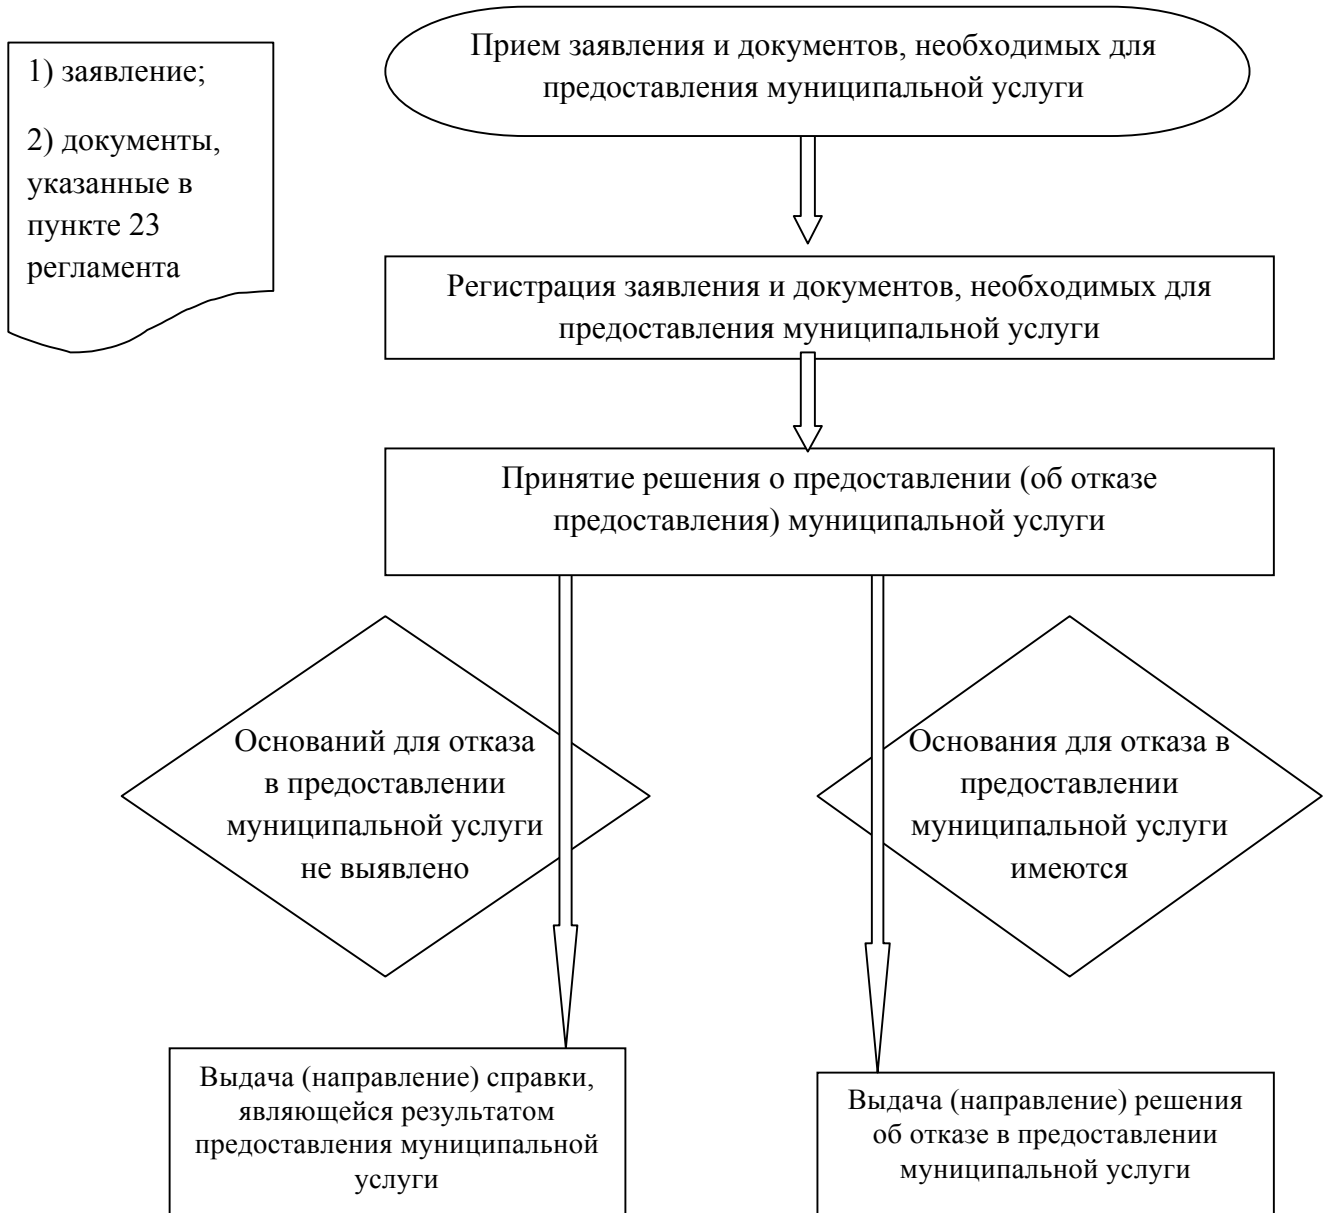 1) заявление;
2) документы,
указанные в
пункте 23
регламента
Прием заявления и документов, необходимых для
предоставления муниципальной услуги
Регистрация заявления и документов, необходимых для
предоставления муниципальной услуги
Принятие решения о предоставлении (об отказе
предоставления) муниципальной услуги
Оснований для отказа
в предоставлении
муниципальной услуги
не выявлено
Основания для отказа в
предоставлении
муниципальной услуги
имеются
Выдача (направление) справки,
являющейся результатом
предоставления муниципальной
услуги
Выдача (направление) решения
об отказе в предоставлении
муниципальной услуги